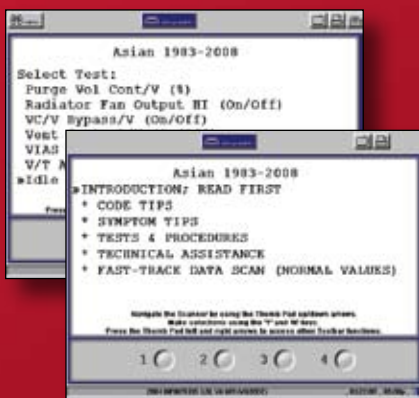 Asian 1983-2008
Select Test:
Purge Vol Cont/V (%)
Radiator Fan Output HI (On/Off)
VC/V Bypass/V (On/Off)
Vent
VIAS
V/T A
Idle
Asian 1983-2008
INTRODUCTION; READ FIRST
* CODE TIPS
* SYMPTOM TIPS
* TESTS & PROCEDURES
* TECHNICAL ASSISTANCE
* FAST-TRACK DATA SCAN (NORMAL VALUES)
Navigate the Scanner by using the Thumb Pad up/down arrows.
Make selections using the "Y" and "N" keys.
Press the Thumb Pad left and right arrows to access other Toolbar functions.
1 2 3 4